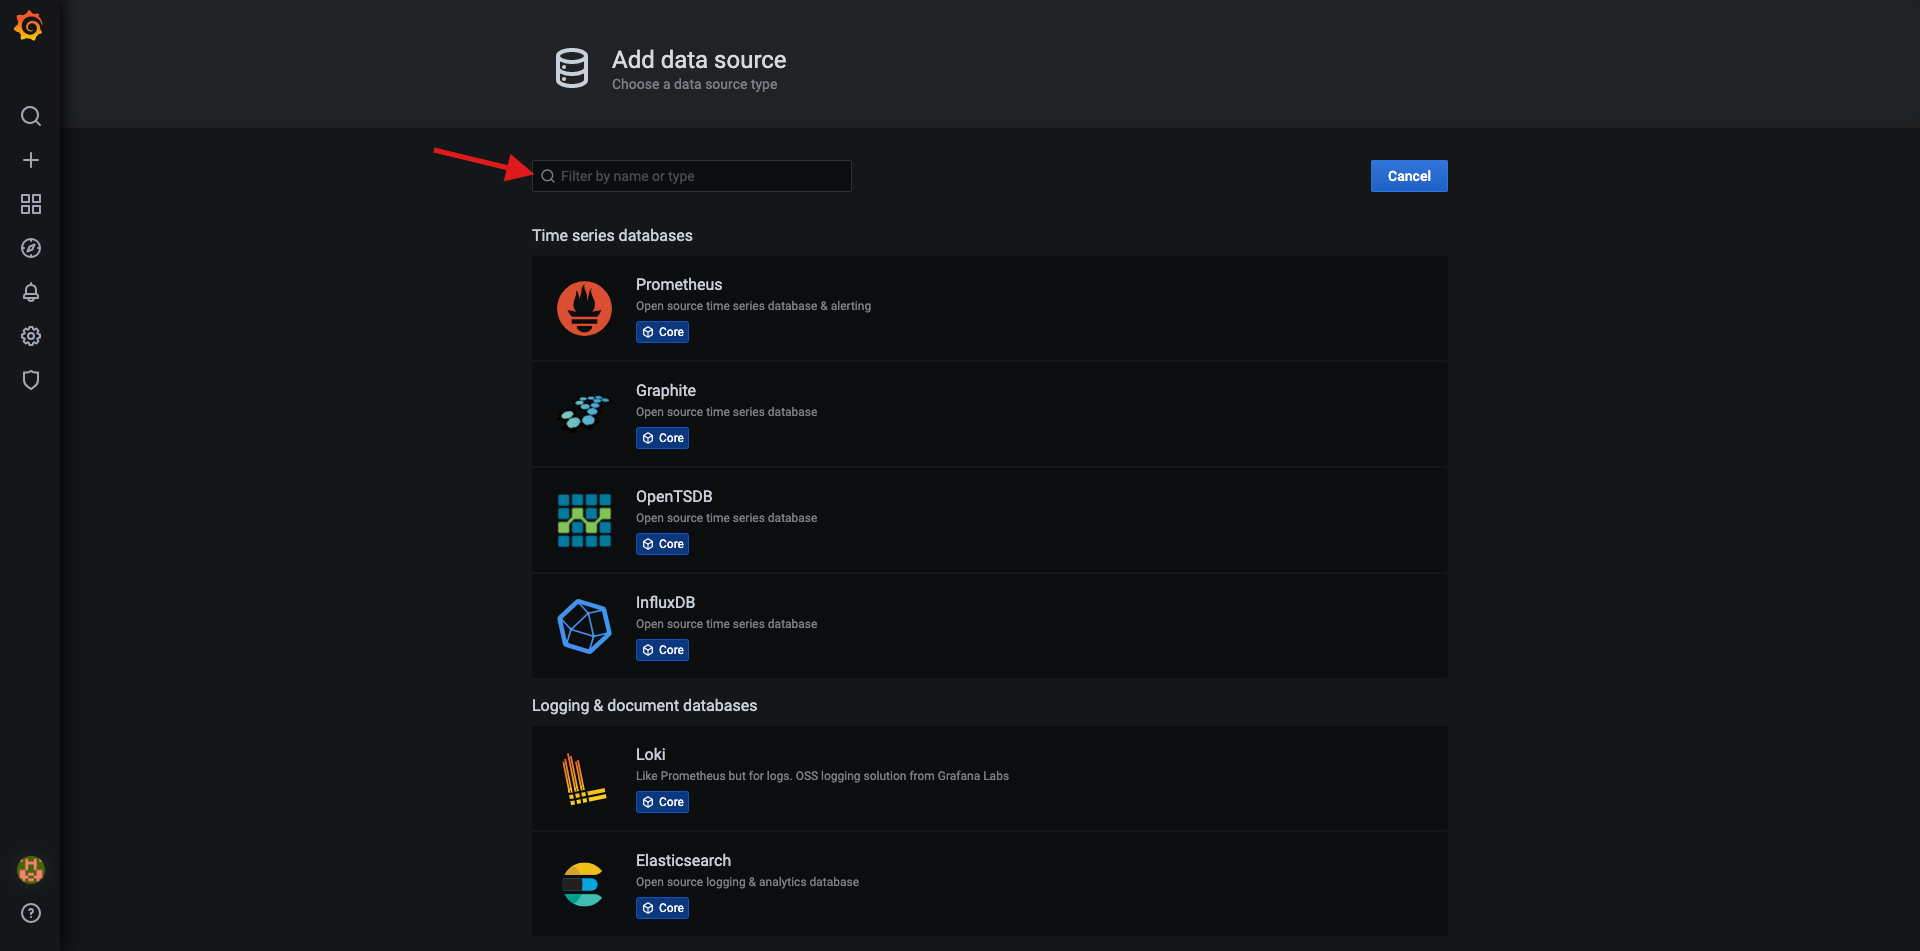 Add data source
Choose a data source type
Filter by name or type
Cancel
Time series databases
Prometheus
Open source time series database & alerting
Core
Graphite
Open source time series database
Core
OpenTSDB
Open source time series database
Core
InfluxDB
Open source time series database
Core
Logging & document databases
Loki
Like Prometheus but for logs. OSS logging solution from Grafana Labs
Core
Elasticsearch
Open source logging & analytics database
Core